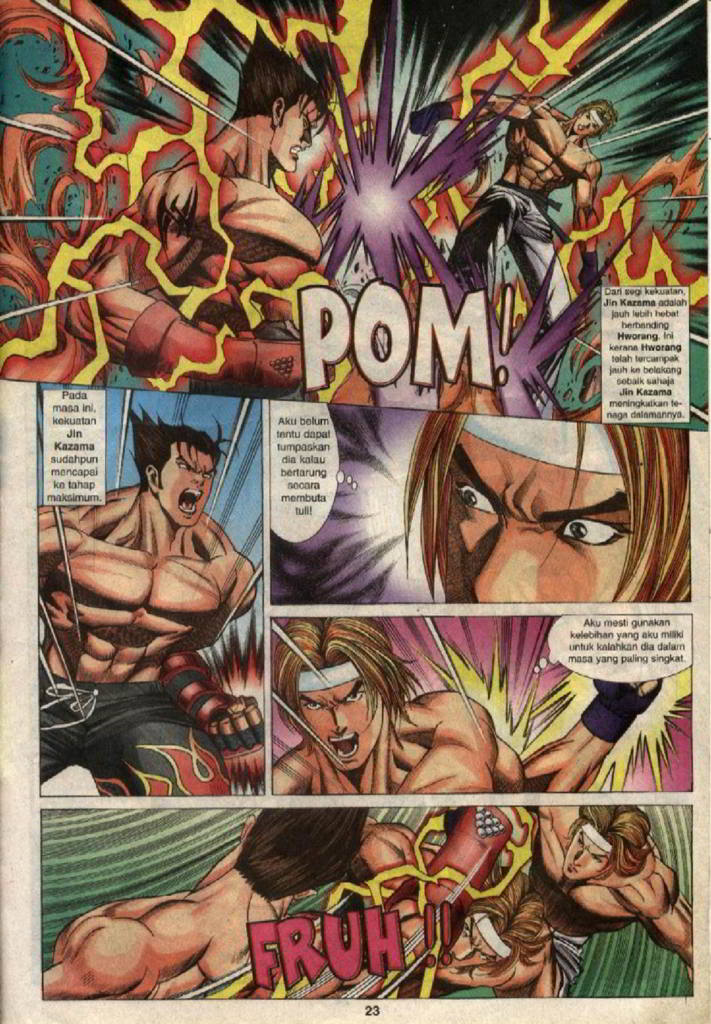 POM!
Dari segi kekuatan,
Jin Kazama adalah
jauh lebih hebat
berbanding
Hworang. Ini
kerana Hworang
telah tercampak
jauh ke belakang
sebaik sahaja
Jin Kazama
meningkatkan te-
naga dalamannya.
Pada
masa ini,
kekuatan
Jin
Kazama
sudahpun
mencapai
ke tahap
maksimum.
Aku belum
tentu dapat
tumpaskan
dia kalau
bertarung
secara
membuta
tuli!
Aku mesti gunakan
kelebihan yang aku miliki
untuk kalahkan dia dalam
masa yang paling singkat.
FRUH!!
23